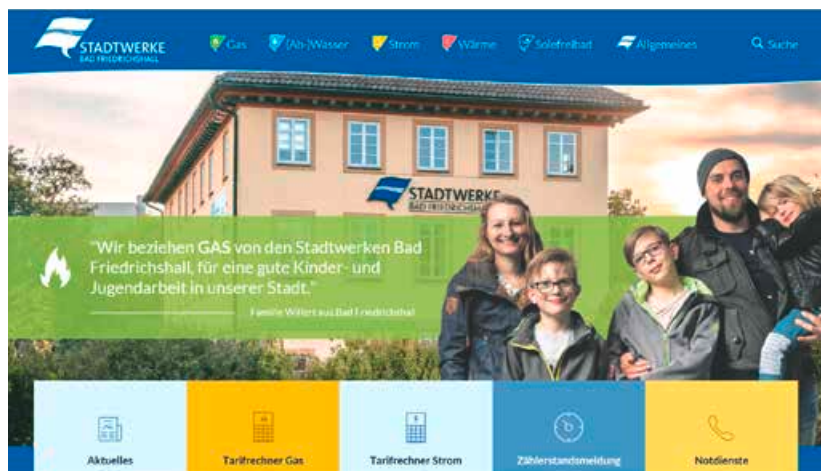 STADTWERKE
BAD FRIEDRICHSHALL
Gas
(Ab-)Wasser
Strom
Wärme
Solefreibad
Allgemeines
Suche
STADTWERKE
BAD FRIEDRICHSHALL
"Wir beziehen GAS von den Stadtwerken Bad
Friedrichshall, für eine gute Kinder- und
Jugendarbeit in unserer Stadt."
Familie Willert aus Bad Friedrichshall
Aktuelles
Tarifrechner Gas
Tarifrechner Strom
Zählerstandsmeldung
Notdienste